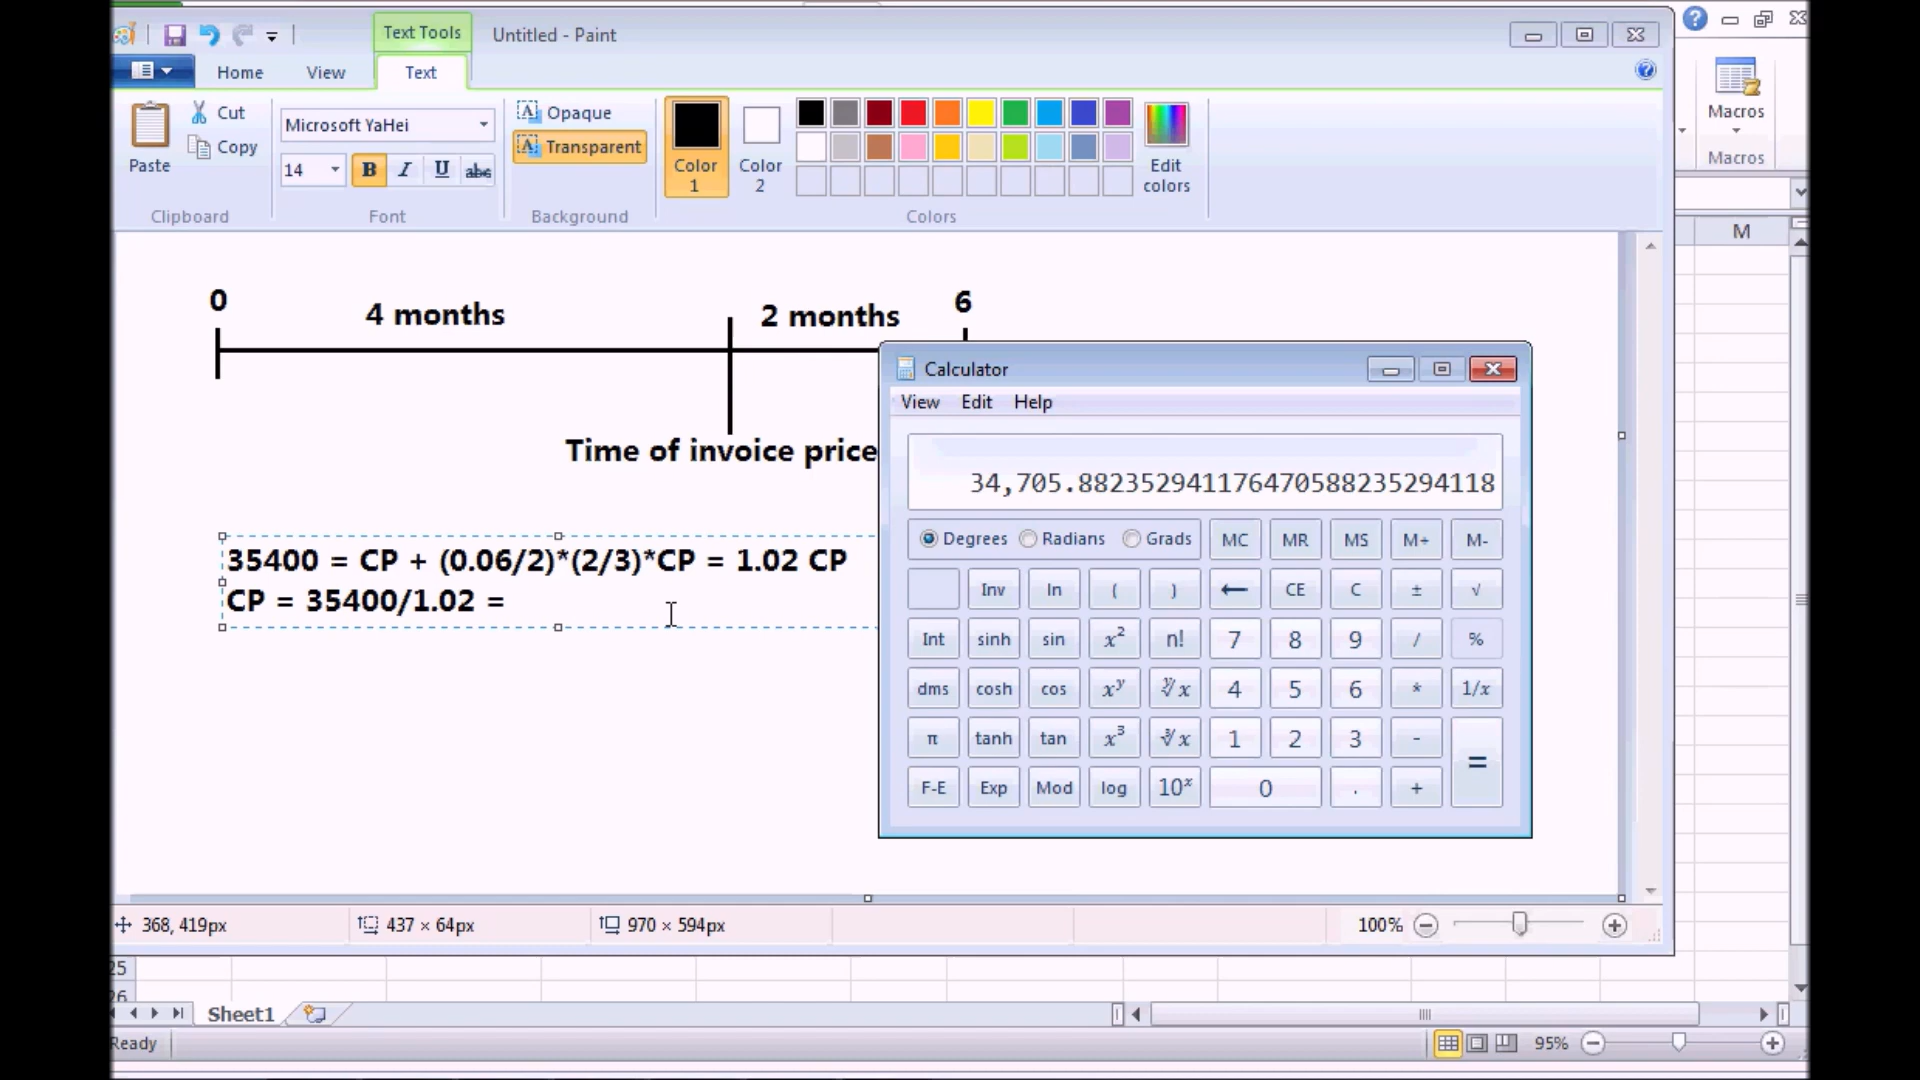 Text Tools
Untitled - Paint
Home
View
Text
Paste
Cut
Copy
Clipboard
Microsoft YaHei
14
B
I
U
abc
Font
Opaque
Transparent
Background
Color
1
Color
2
Edit
colors
Colors
Macros
Macros
M
0
4 months
2 months
6
Time of invoice price
35400 = CP + (0.06/2)*(2/3)*CP = 1.02 CP
CP = 35400/1.02 =
Calculator
View Edit Help
34,705.882352941176470588235294118
Degrees Radians Grads MC MR MS M+ M-
Inv ln ( ) ← CE C ± √
Int sinh sin x² n! 7 8 9 / %
dms cosh cos xʸ ʸ√x 4 5 6 * 1/x
π tanh tan x³ ³√x 1 2 3 - =
F-E Exp Mod log 10ˣ 0 . +
368, 419px
437 × 64px
970 × 594px
100%
25
26
Sheet1
Ready
95%